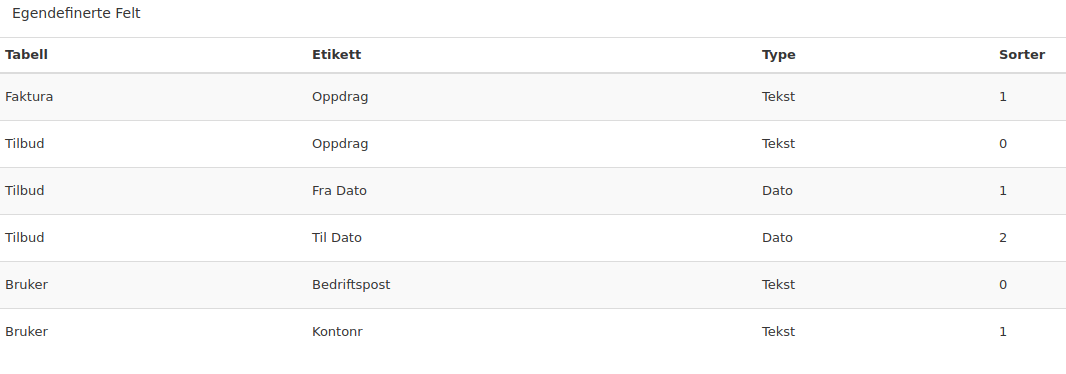 Egendefinerte Felt
Tabell Etikett Type Sorter
Faktura Oppdrag Tekst 1
Tilbud Oppdrag Tekst 0
Tilbud Fra Dato Dato 1
Tilbud Til Dato Dato 2
Bruker Bedriftspost Tekst 0
Bruker Kontonr Tekst 1